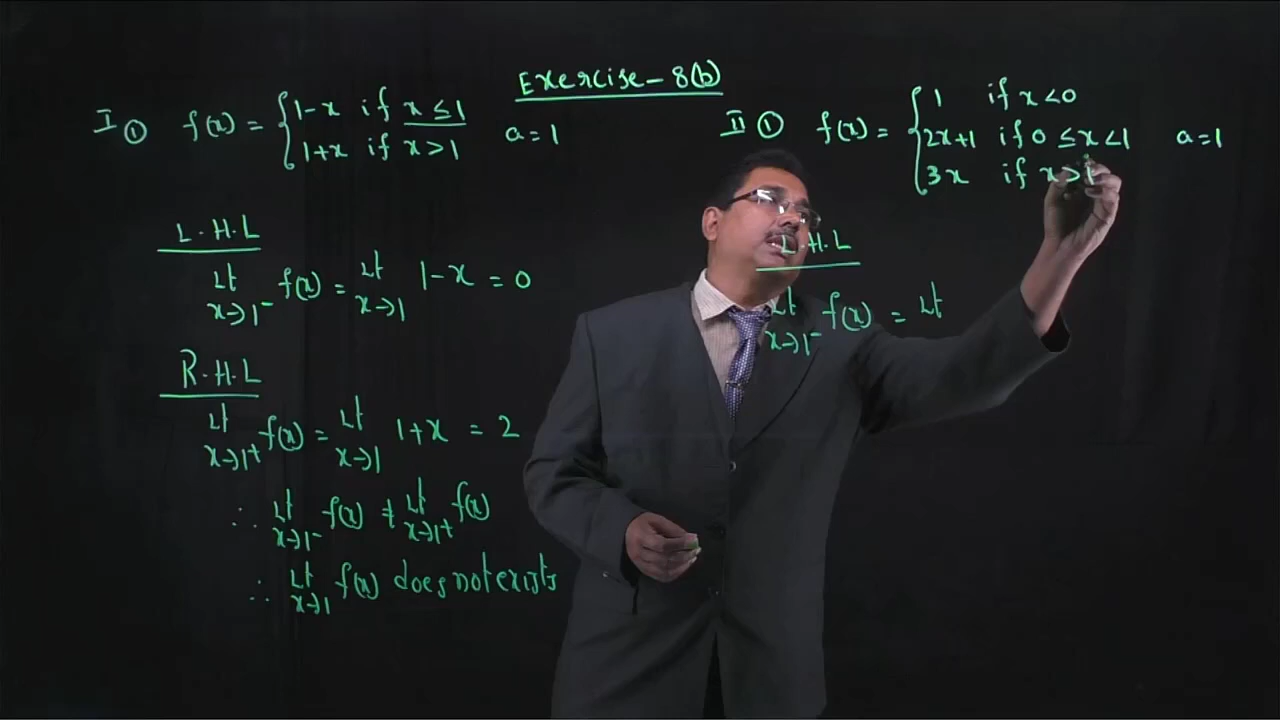 Exercise - 8(b)
I ① f(x) = { 1-x if x ≤ 1
1+x if x > 1 a = 1
L.H.L
Lt x→1- f(x) = Lt x→1 1-x = 0
R.H.L
Lt x→1+ f(x) = Lt x→1 1+x = 2
∴ Lt x→1- f(x) ≠ Lt x→1+ f(x)
∴ Lt x→1 f(x) does not exists
II ① f(x) = { 1 if x < 0
2x+1 if 0 ≤ x < 1 a = 1
3x if x > 1
L.H.L
Lt x→1- f(x) = Lt